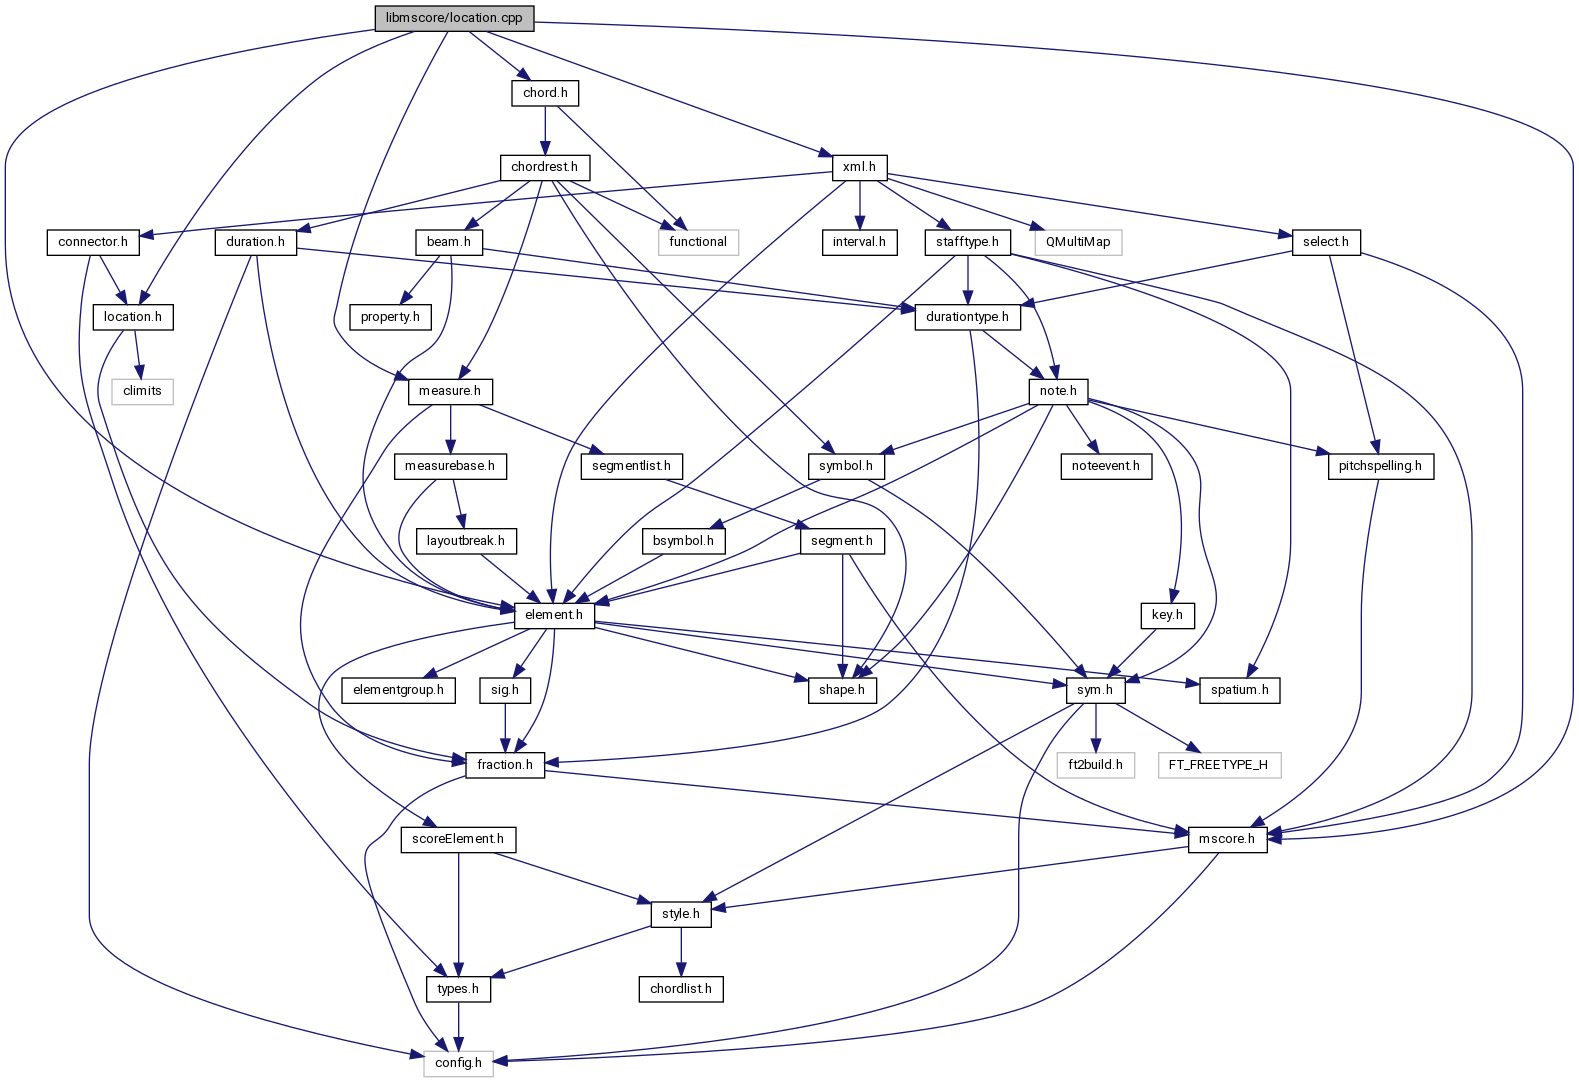 libmscore/location.cpp
chord.h
chordrest.h
xml.h
connector.h
duration.h
beam.h
functional
interval.h
stafftype.h
QMultiMap
select.h
location.h
property.h
durationtype.h
climits
measure.h
note.h
measurebase.h
segmentlist.h
symbol.h
noteevent.h
pitchspelling.h
layoutbreak.h
bsymbol.h
segment.h
element.h
key.h
elementgroup.h
sig.h
shape.h
sym.h
spatium.h
fraction.h
ft2build.h
FT_FREETYPE_H
scoreElement.h
mscore.h
style.h
types.h
chordlist.h
config.h